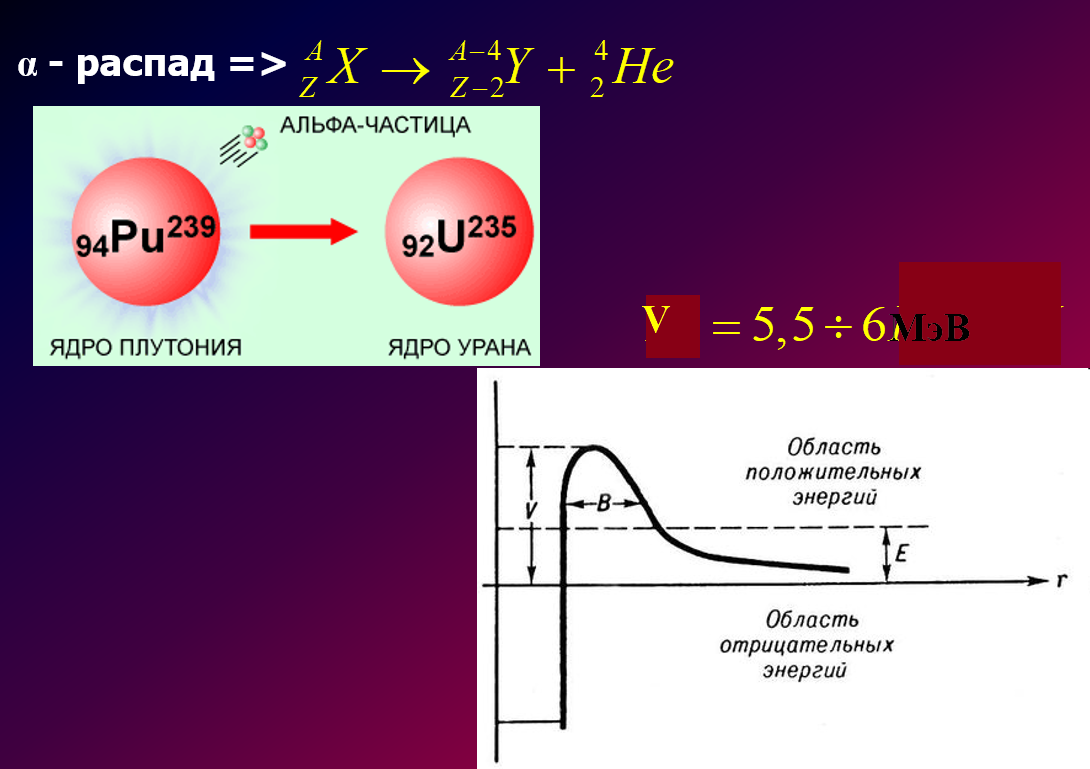 α - распад => ᴬ_Z X → ᴬ⁻⁴_Z₋₂ Y + ⁴₂ He
АЛЬФА-ЧАСТИЦА
₉₄Pu²³⁹
₉₂U²³⁵
ЯДРО ПЛУТОНИЯ
ЯДРО УРАНА
V = 5,5 ÷ 6 МэВ
Область
положительных
энергий
V
B
E
r
Область
отрицательных
энергий